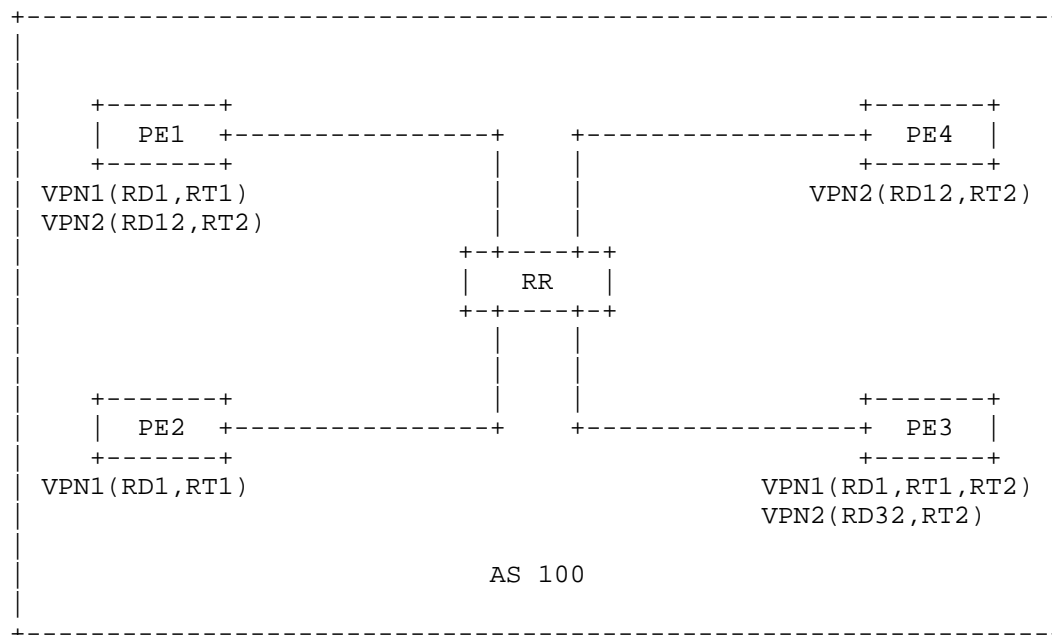 PE1 PE4
VPN1(RD1,RT1) VPN2(RD12,RT2)
VPN2(RD12,RT2)
RR
PE2 PE3
VPN1(RD1,RT1) VPN1(RD1,RT1,RT2)
VPN2(RD32,RT2)
AS 100